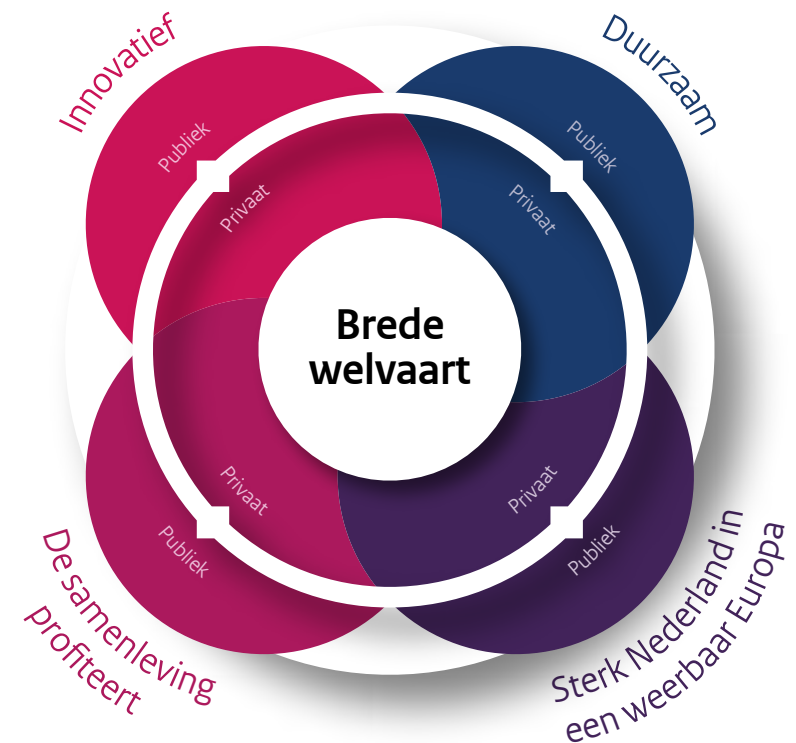 Innovatief
Duurzaam
Publiek
Publiek
Privaat
Privaat
Brede
welvaart
Privaat
Privaat
Publiek
Publiek
De samenleving
profiteert
Sterk Nederland in
een weerbaar Europa